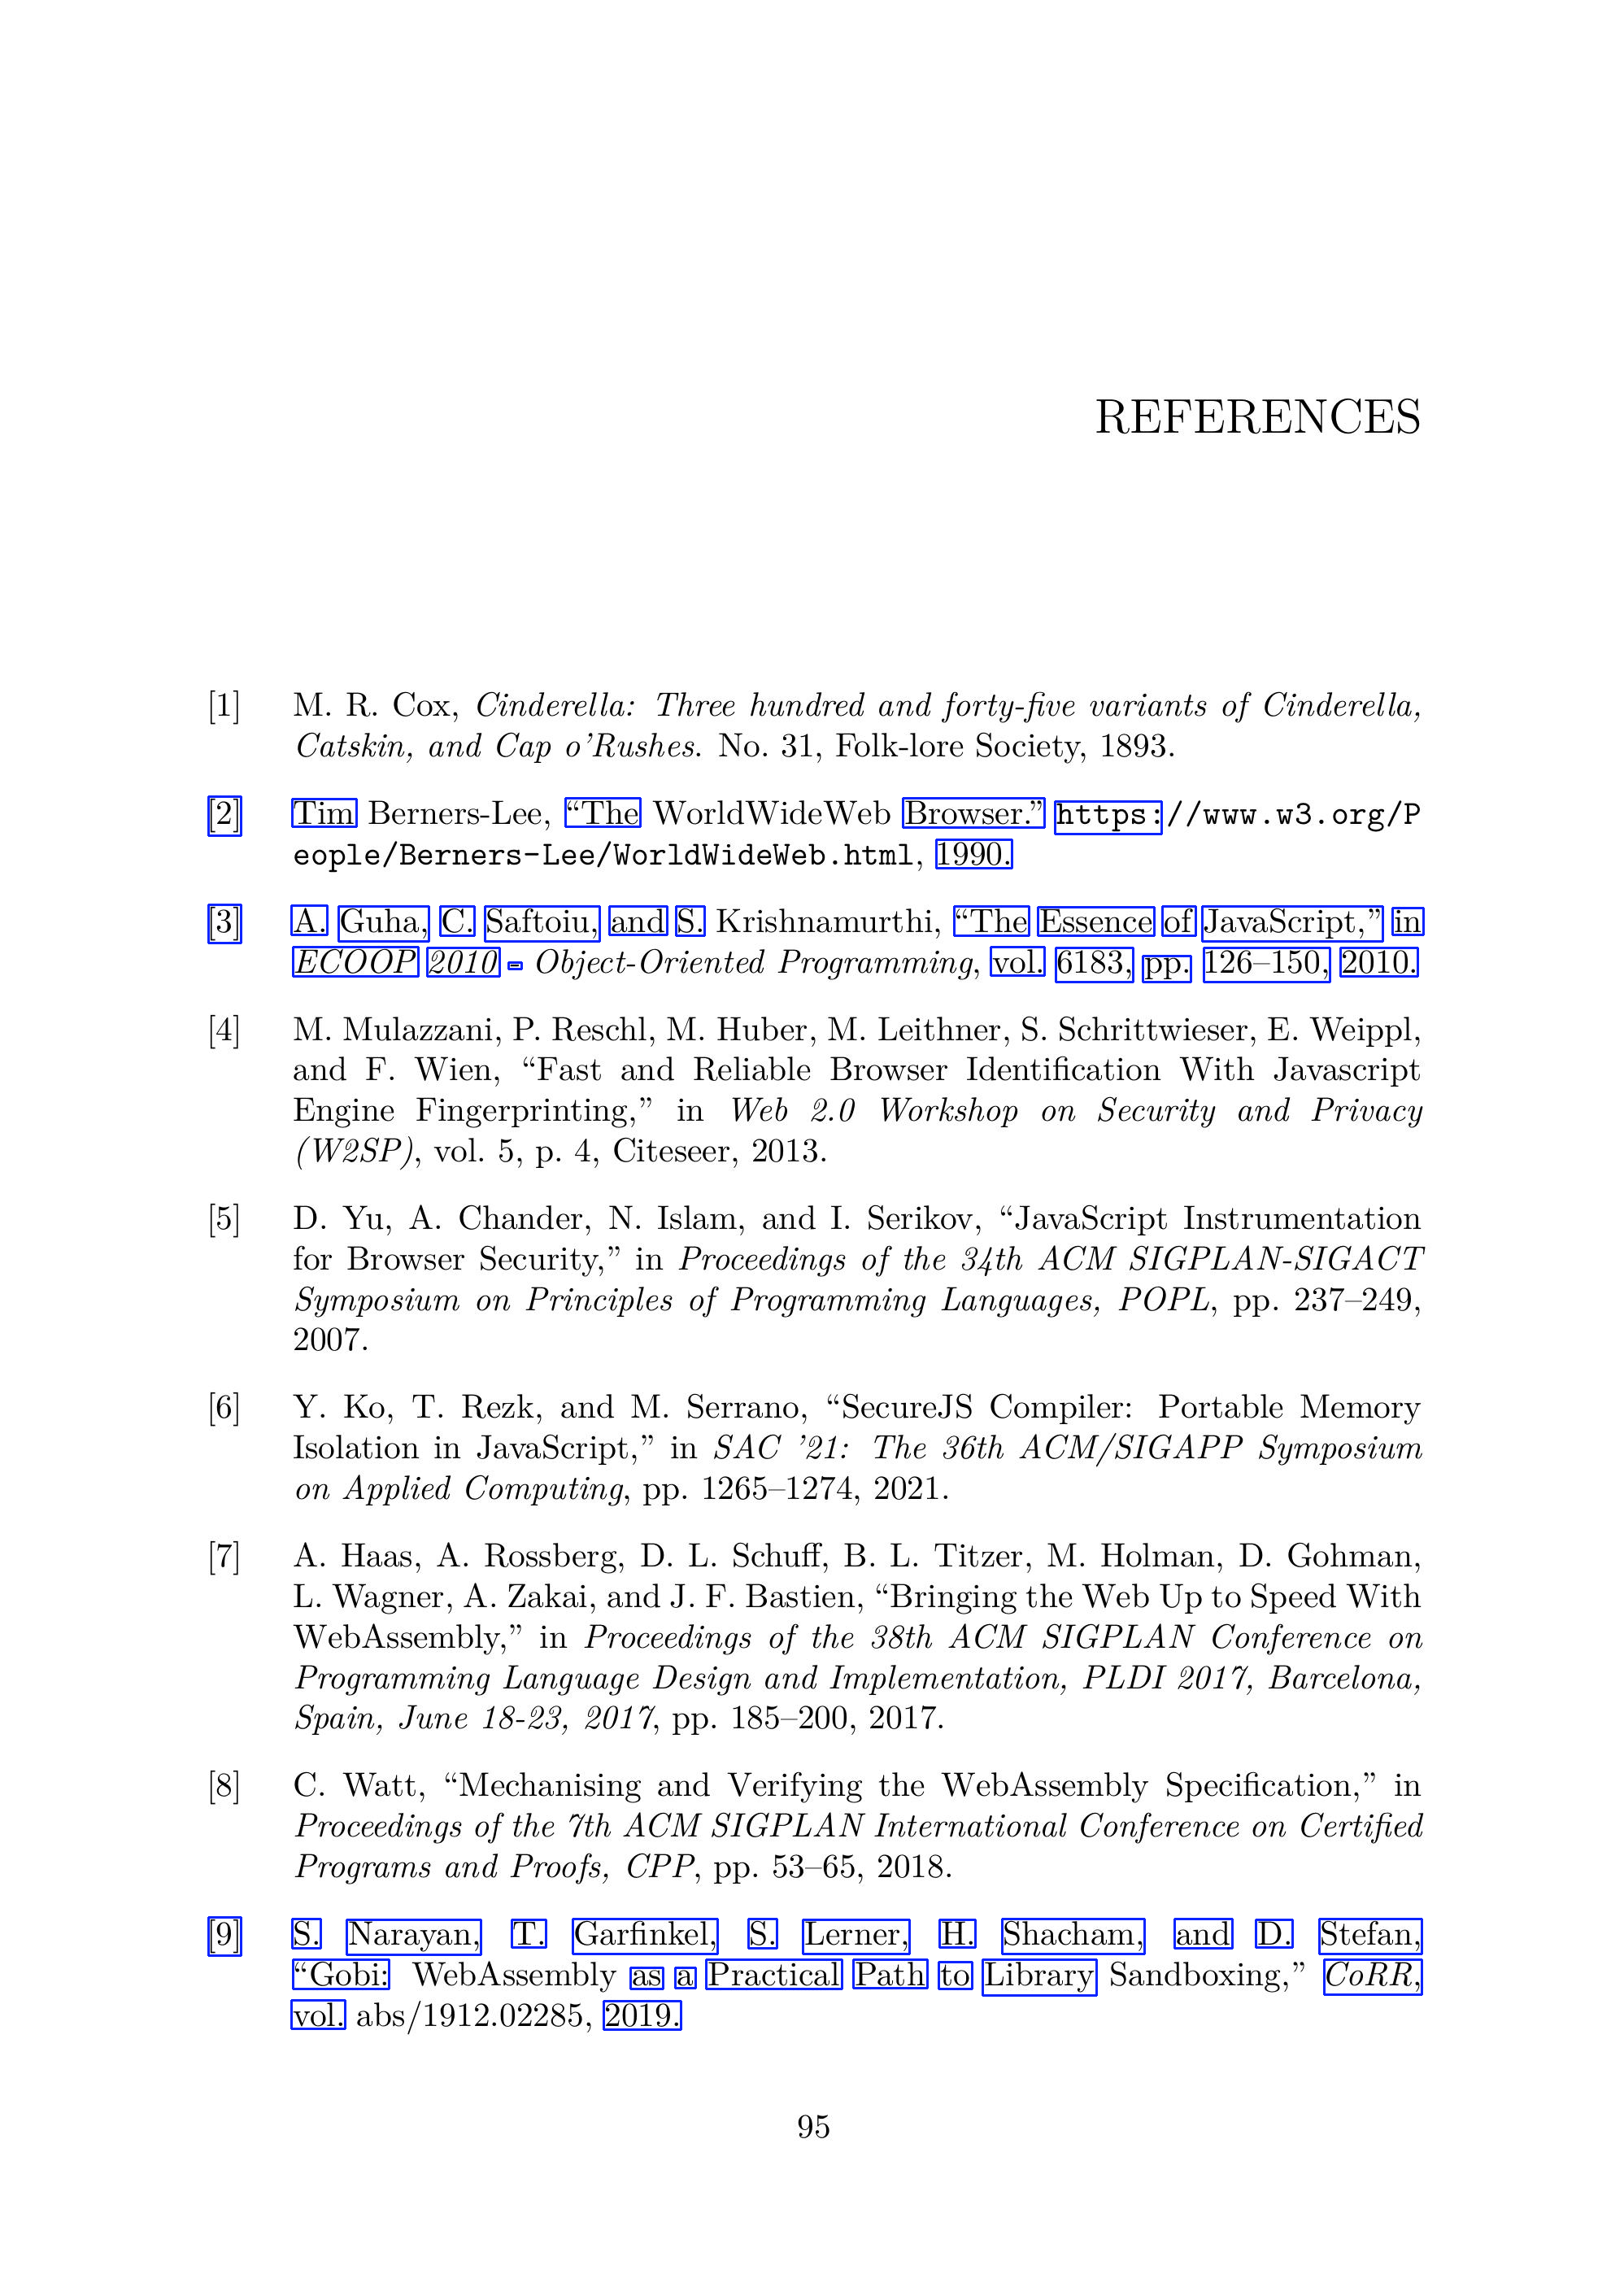 REFERENCES
[1] M. R. Cox, Cinderella: Three hundred and forty-five variants of Cinderella,
Catskin, and Cap o'Rushes. No. 31, Folk-lore Society, 1893.
[2] Tim Berners-Lee, “The WorldWideWeb Browser.” https://www.w3.org/P
eople/Berners-Lee/WorldWideWeb.html, 1990.
[3] A. Guha, C. Saftoiu, and S. Krishnamurthi, “The Essence of JavaScript,” in
ECOOP 2010 - Object-Oriented Programming, vol. 6183, pp. 126–150, 2010.
[4] M. Mulazzani, P. Reschl, M. Huber, M. Leithner, S. Schrittwieser, E. Weippl,
and F. Wien, “Fast and Reliable Browser Identification With Javascript
Engine Fingerprinting,” in Web 2.0 Workshop on Security and Privacy
(W2SP), vol. 5, p. 4, Citeseer, 2013.
[5] D. Yu, A. Chander, N. Islam, and I. Serikov, “JavaScript Instrumentation
for Browser Security,” in Proceedings of the 34th ACM SIGPLAN-SIGACT
Symposium on Principles of Programming Languages, POPL, pp. 237–249,
2007.
[6] Y. Ko, T. Rezk, and M. Serrano, “SecureJS Compiler: Portable Memory
Isolation in JavaScript,” in SAC '21: The 36th ACM/SIGAPP Symposium
on Applied Computing, pp. 1265–1274, 2021.
[7] A. Haas, A. Rossberg, D. L. Schuff, B. L. Titzer, M. Holman, D. Gohman,
L. Wagner, A. Zakai, and J. F. Bastien, “Bringing the Web Up to Speed With
WebAssembly,” in Proceedings of the 38th ACM SIGPLAN Conference on
Programming Language Design and Implementation, PLDI 2017, Barcelona,
Spain, June 18-23, 2017, pp. 185–200, 2017.
[8] C. Watt, “Mechanising and Verifying the WebAssembly Specification,” in
Proceedings of the 7th ACM SIGPLAN International Conference on Certified
Programs and Proofs, CPP, pp. 53–65, 2018.
[9] S. Narayan, T. Garfinkel, S. Lerner, H. Shacham, and D. Stefan,
“Gobi: WebAssembly as a Practical Path to Library Sandboxing,” CoRR,
vol. abs/1912.02285, 2019.
95